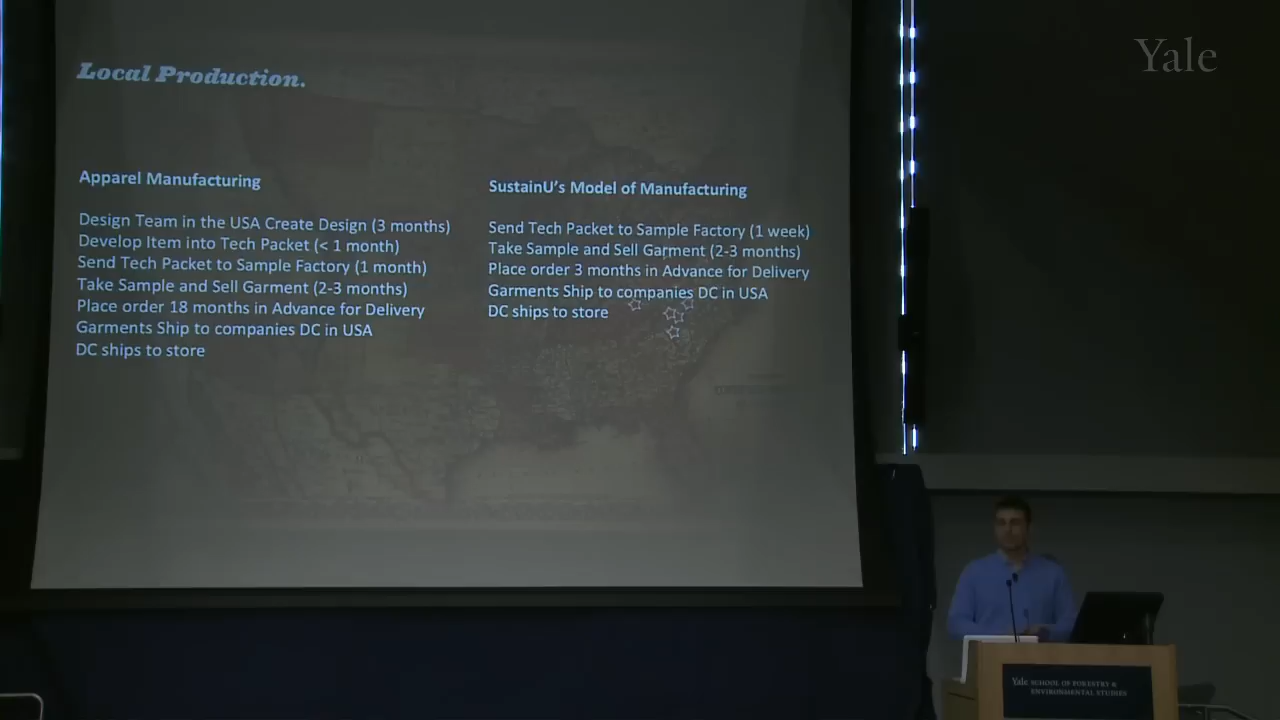 Yale
Local Production.
Apparel Manufacturing
Design Team in the USA Create Design (3 months)
Develop Item into Tech Packet (< 1 month)
Send Tech Packet to Sample Factory (1 month)
Take Sample and Sell Garment (2-3 months)
Place order 18 months in Advance for Delivery
Garments Ship to companies DC in USA
DC ships to store
SustainU's Model of Manufacturing
Send Tech Packet to Sample Factory (1 week)
Take Sample and Sell Garment (2-3 months)
Place order 3 months in Advance for Delivery
Garments Ship to companies DC in USA
DC ships to store
Yale SCHOOL OF FORESTRY &
ENVIRONMENTAL STUDIES